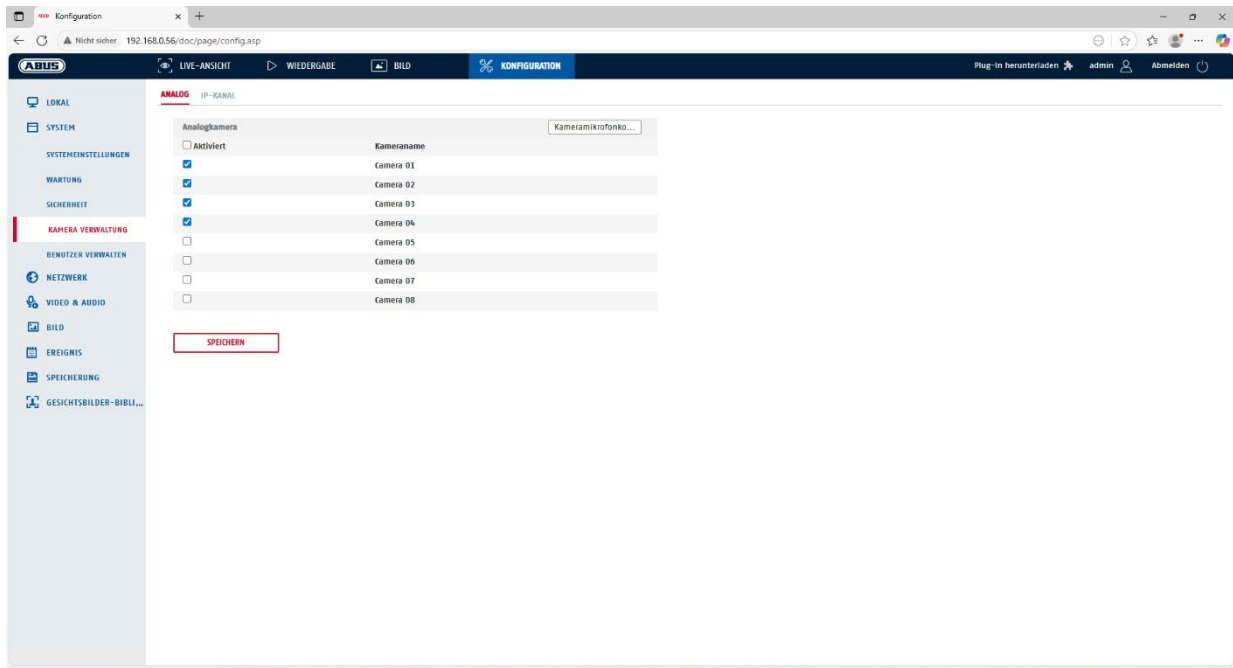 Konfiguration
Nicht sicher 192.168.0.56/doc/page/config.asp
ABUS LIVE-ANSICHT WIEDERGABE BILD KONFIGURATION Plug-In herunterladen admin Abmelden
LOKAL
SYSTEM
SYSTEMEINSTELLUNGEN
WARTUNG
SICHERHEIT
KAMERA VERWALTUNG
BENUTZER VERWALTEN
NETZWERK
VIDEO & AUDIO
BILD
EREIGNIS
SPEICHERUNG
GESICHTSBILDER-BIBLI...
ANALOG IP-KANAL
Analogkamera Kameramikrofonko...
Aktiviert Kameraname
Camera 01
Camera 02
Camera 03
Camera 04
Camera 05
Camera 06
Camera 07
Camera 08
SPEICHERN